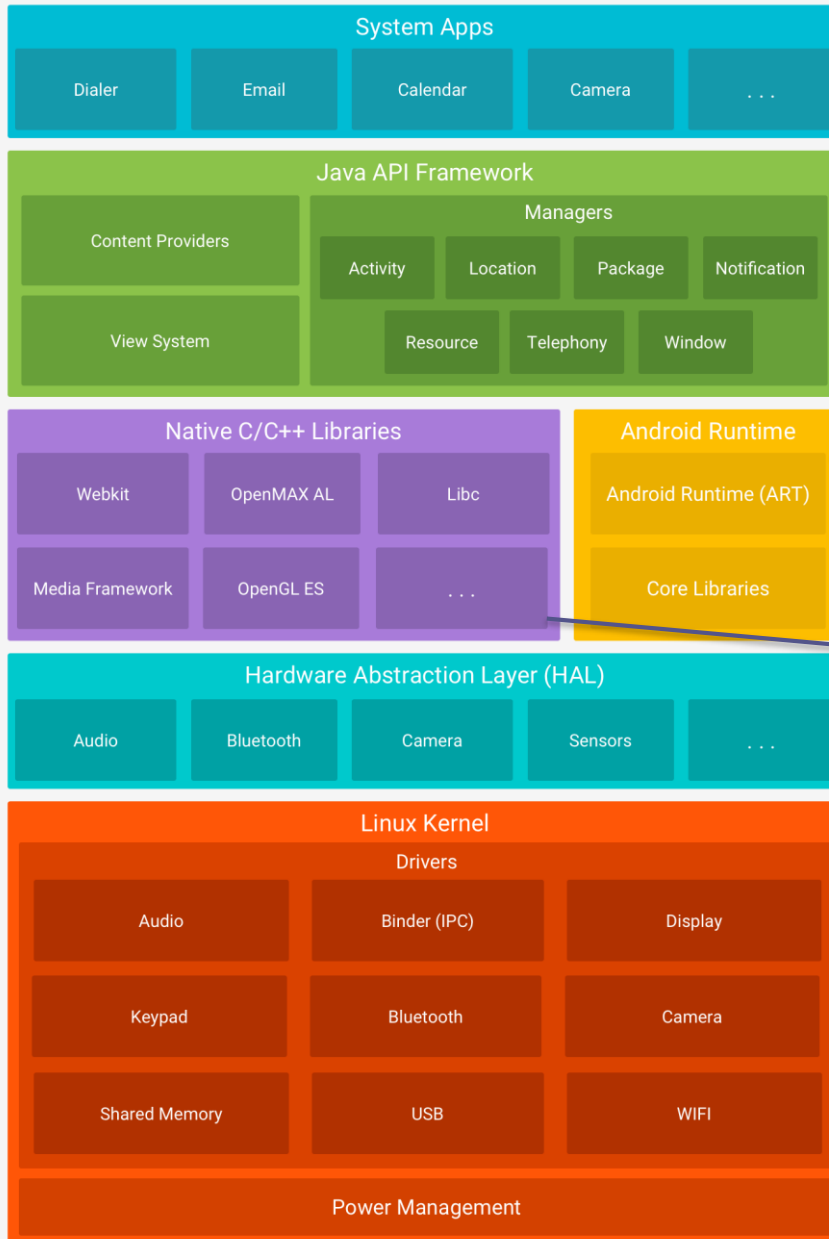 System Apps
Dialer
Email
Calendar
Camera
. . .
Java API Framework
Content Providers
View System
Managers
Activity
Location
Package
Notification
Resource
Telephony
Window
Native C/C++ Libraries
Webkit
OpenMAX AL
Libc
Media Framework
OpenGL ES
. . .
Android Runtime
Android Runtime (ART)
Core Libraries
Hardware Abstraction Layer (HAL)
Audio
Bluetooth
Camera
Sensors
. . .
Linux Kernel
Drivers
Audio
Binder (IPC)
Display
Keypad
Bluetooth
Camera
Shared Memory
USB
WIFI
Power Management